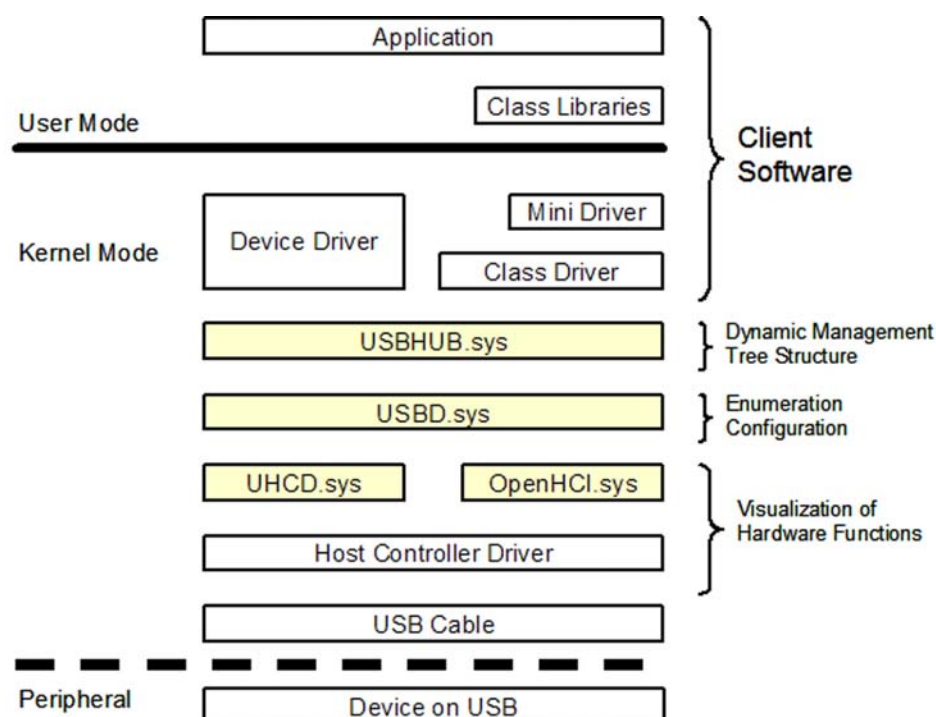 Application
Class Libraries
User Mode
Client
Software
Mini Driver
Device Driver
Kernel Mode
Class Driver
USBHUB.sys
Dynamic Management
Tree Structure
USBD.sys
Enumeration
Configuration
UHCD.sys
OpenHCI.sys
Visualization of
Hardware Functions
Host Controller Driver
USB Cable
Peripheral
Device on USB